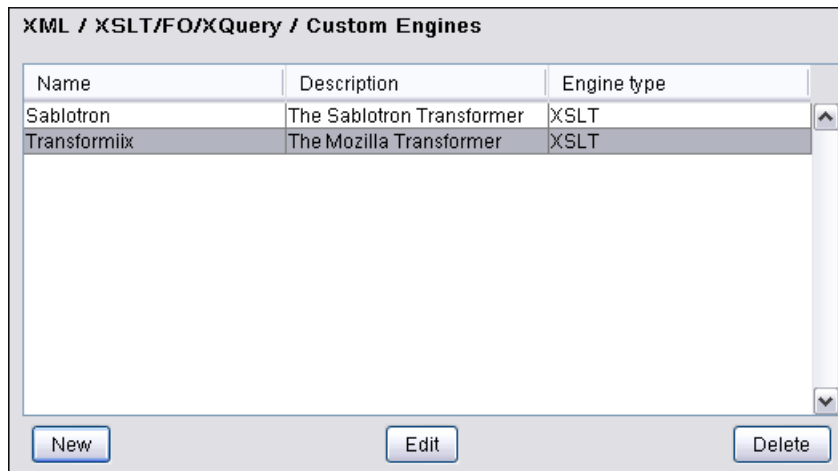 XML / XSLT/FO/XQuery / Custom Engines
Name Description Engine type
Sablotron The Sablotron Transformer XSLT
Transformiix The Mozilla Transformer XSLT
New Edit Delete